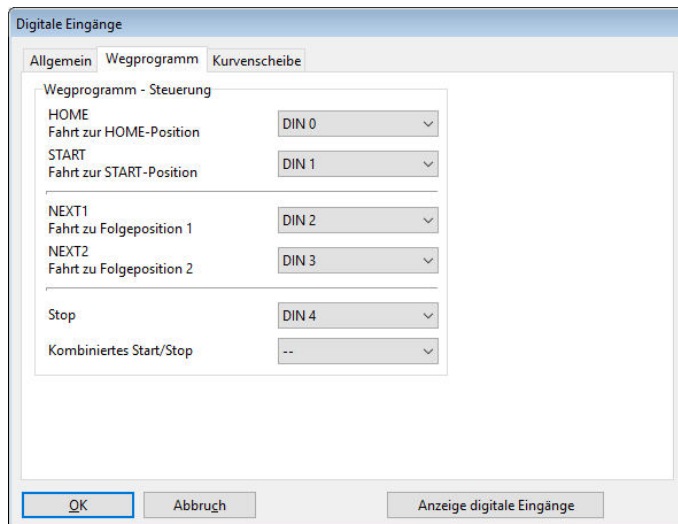 Digitale Eingänge
Allgemein Wegprogramm Kurvenscheibe
Wegprogramm - Steuerung
HOME
Fahrt zur HOME-Position
DIN 0
START
Fahrt zur START-Position
DIN 1
NEXT1
Fahrt zu Folgeposition 1
DIN 2
NEXT2
Fahrt zu Folgeposition 2
DIN 3
Stop
DIN 4
Kombiniertes Start/Stop
--
OK Abbruch Anzeige digitale Eingänge